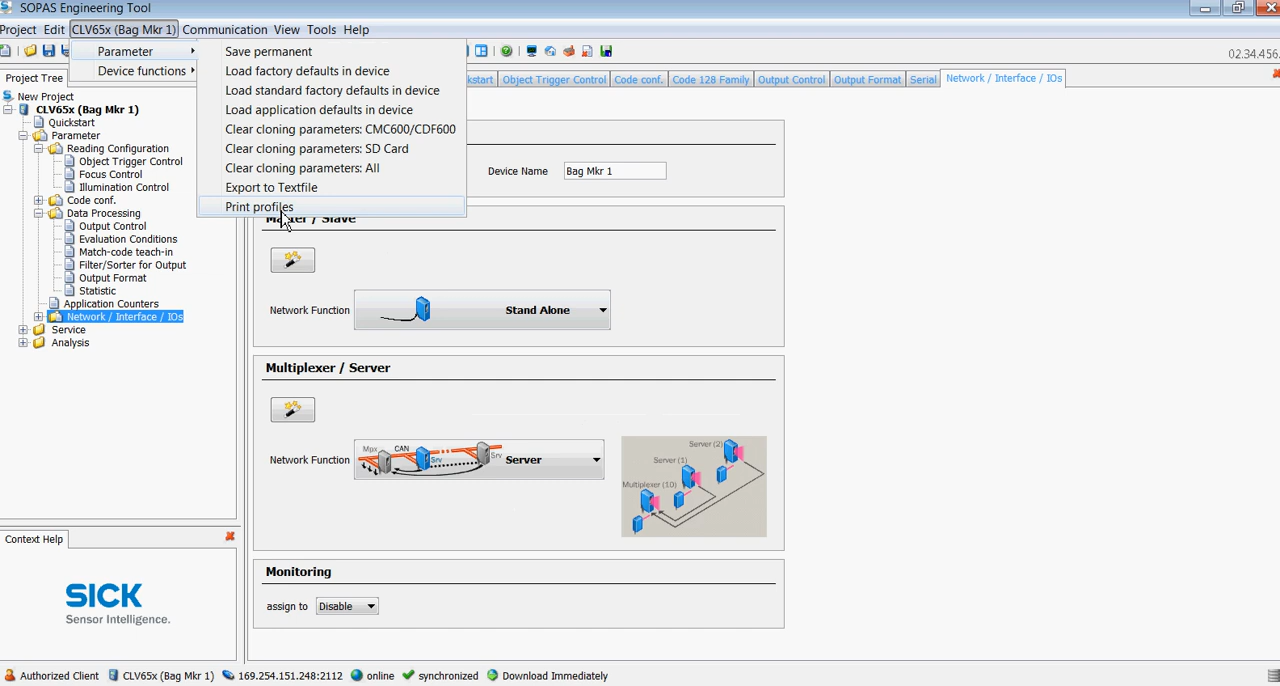 SOPAS Engineering Tool
Project Edit CLV65x (Bag Mkr 1) Communication View Tools Help
Parameter
Device functions
Save permanent
Load factory defaults in device
Load standard factory defaults in device
Load application defaults in device
Clear cloning parameters: CMC600/CDF600
Clear cloning parameters: SD Card
Clear cloning parameters: All
Export to Textfile
Print profiles
02.34.456.
Project Tree
kstart Object Trigger Control Code conf. Code 128 Family Output Control Output Format Serial Network / Interface / IOs
New Project
CLV65x (Bag Mkr 1)
Quickstart
Parameter
Reading Configuration
Object Trigger Control
Focus Control
Illumination Control
Code conf.
Data Processing
Output Control
Evaluation Conditions
Match-code teach-in
Filter/Sorter for Output
Output Format
Statistic
Application Counters
Network / Interface / IOs
Service
Analysis
Device Name Bag Mkr 1
Master / Slave
Network Function Stand Alone
Multiplexer / Server
Network Function Mpx CAN Srv Srv Server
Server (2)
Server (1)
Multiplexer (10)
Monitoring
assign to Disable
Context Help
SICK
Sensor Intelligence.
Authorized Client CLV65x (Bag Mkr 1) 169.254.151.248:2112 online synchronized Download Immediately